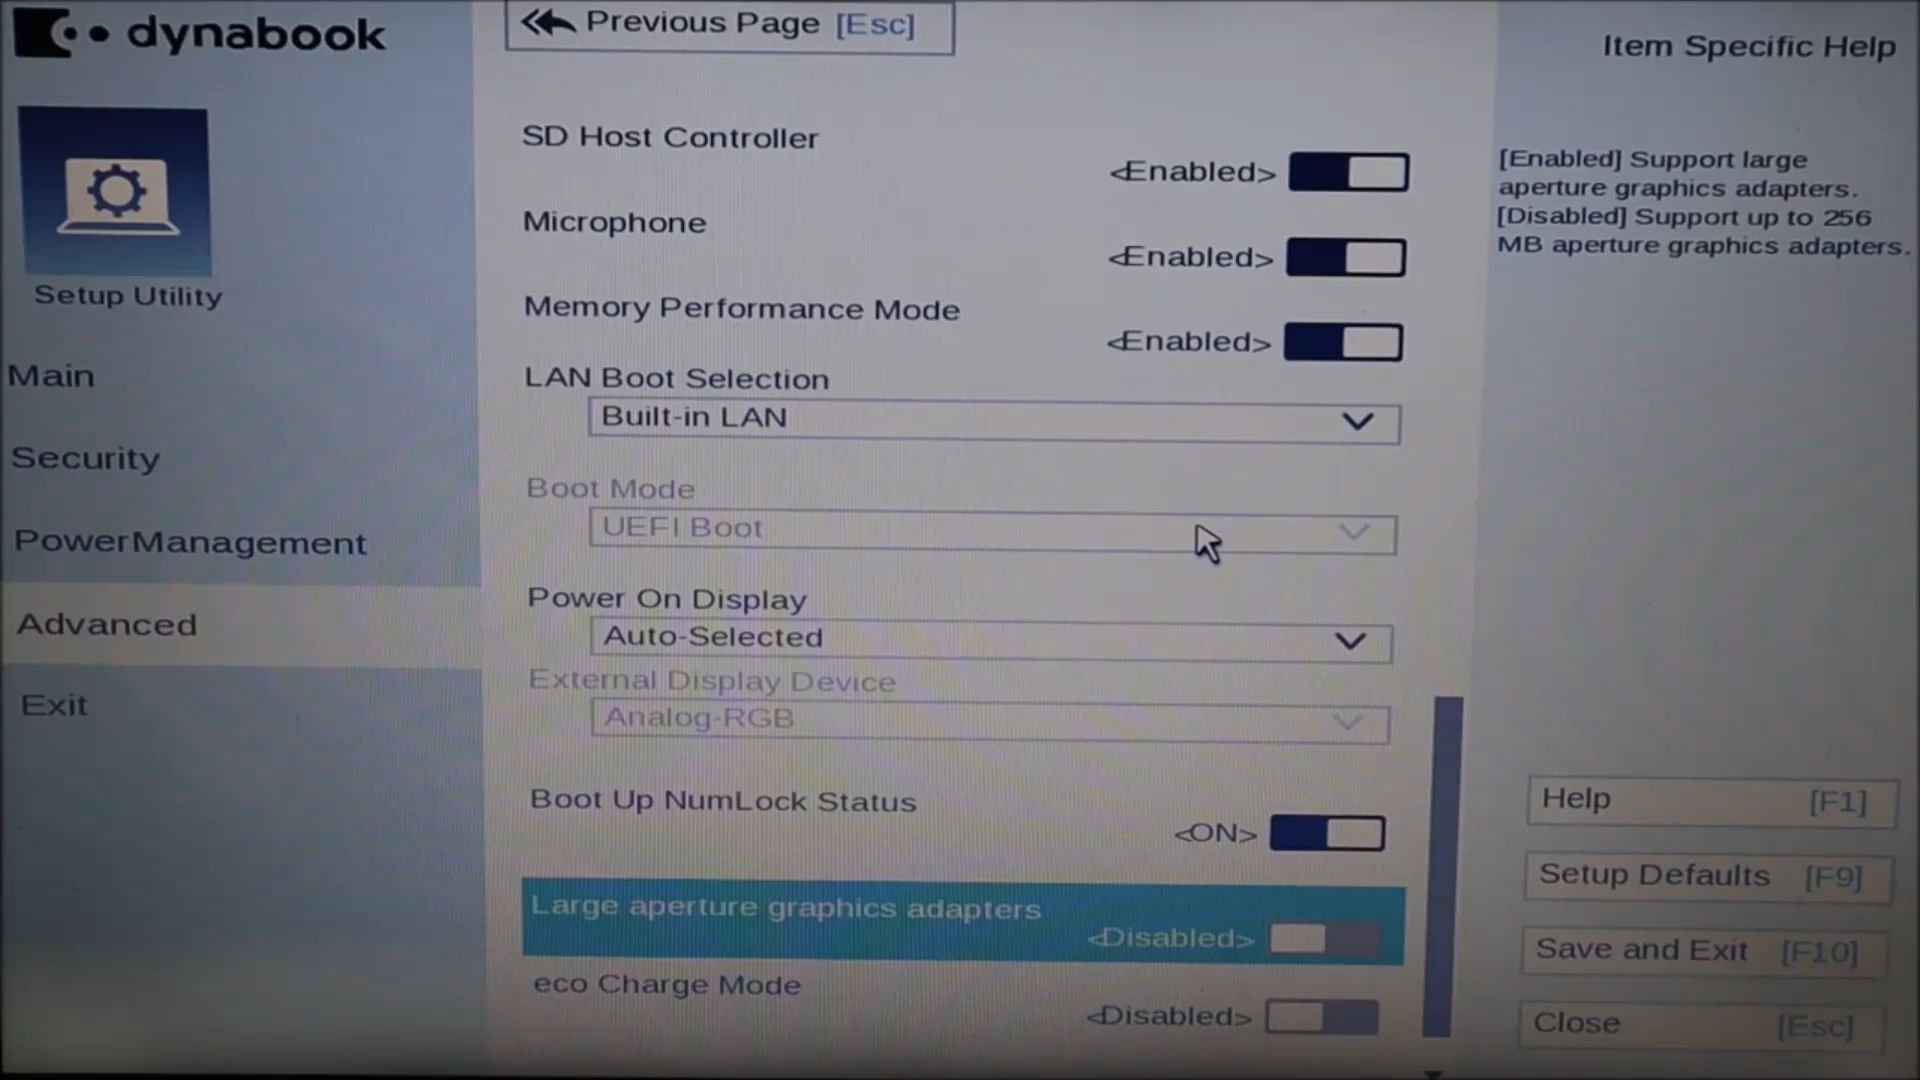 dynabook
Setup Utility
Main
Security
PowerManagement
Advanced
Exit
Previous Page [Esc]
SD Host Controller
<Enabled>
Microphone
<Enabled>
Memory Performance Mode
<Enabled>
LAN Boot Selection
Built-in LAN
Boot Mode
UEFI Boot
Power On Display
Auto-Selected
External Display Device
Analog-RGB
Boot Up NumLock Status
<ON>
Large aperture graphics adapters
<Disabled>
eco Charge Mode
<Disabled>
Item Specific Help
[Enabled] Support large
aperture graphics adapters.
[Disabled] Support up to 256
MB aperture graphics adapters.
Help [F1]
Setup Defaults [F9]
Save and Exit [F10]
Close [Esc]